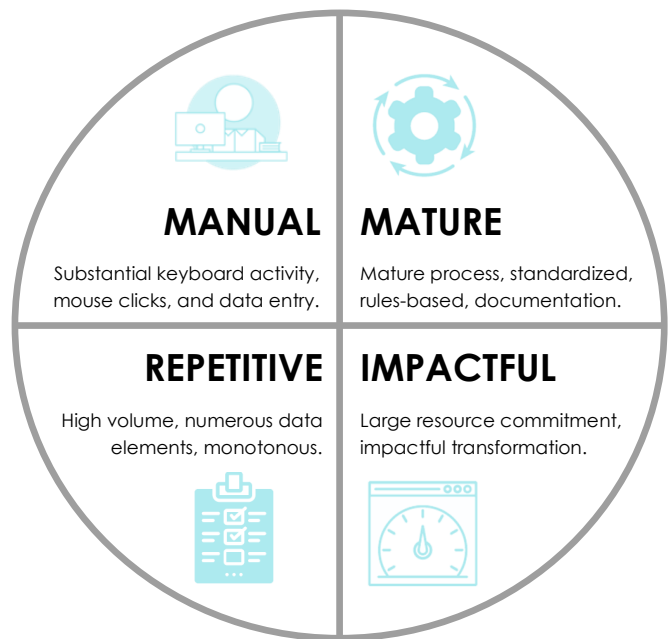 MANUAL
Substantial keyboard activity,
mouse clicks, and data entry.
MATURE
Mature process, standardized,
rules-based, documentation.
REPETITIVE
High volume, numerous data
elements, monotonous.
IMPACTFUL
Large resource commitment,
impactful transformation.